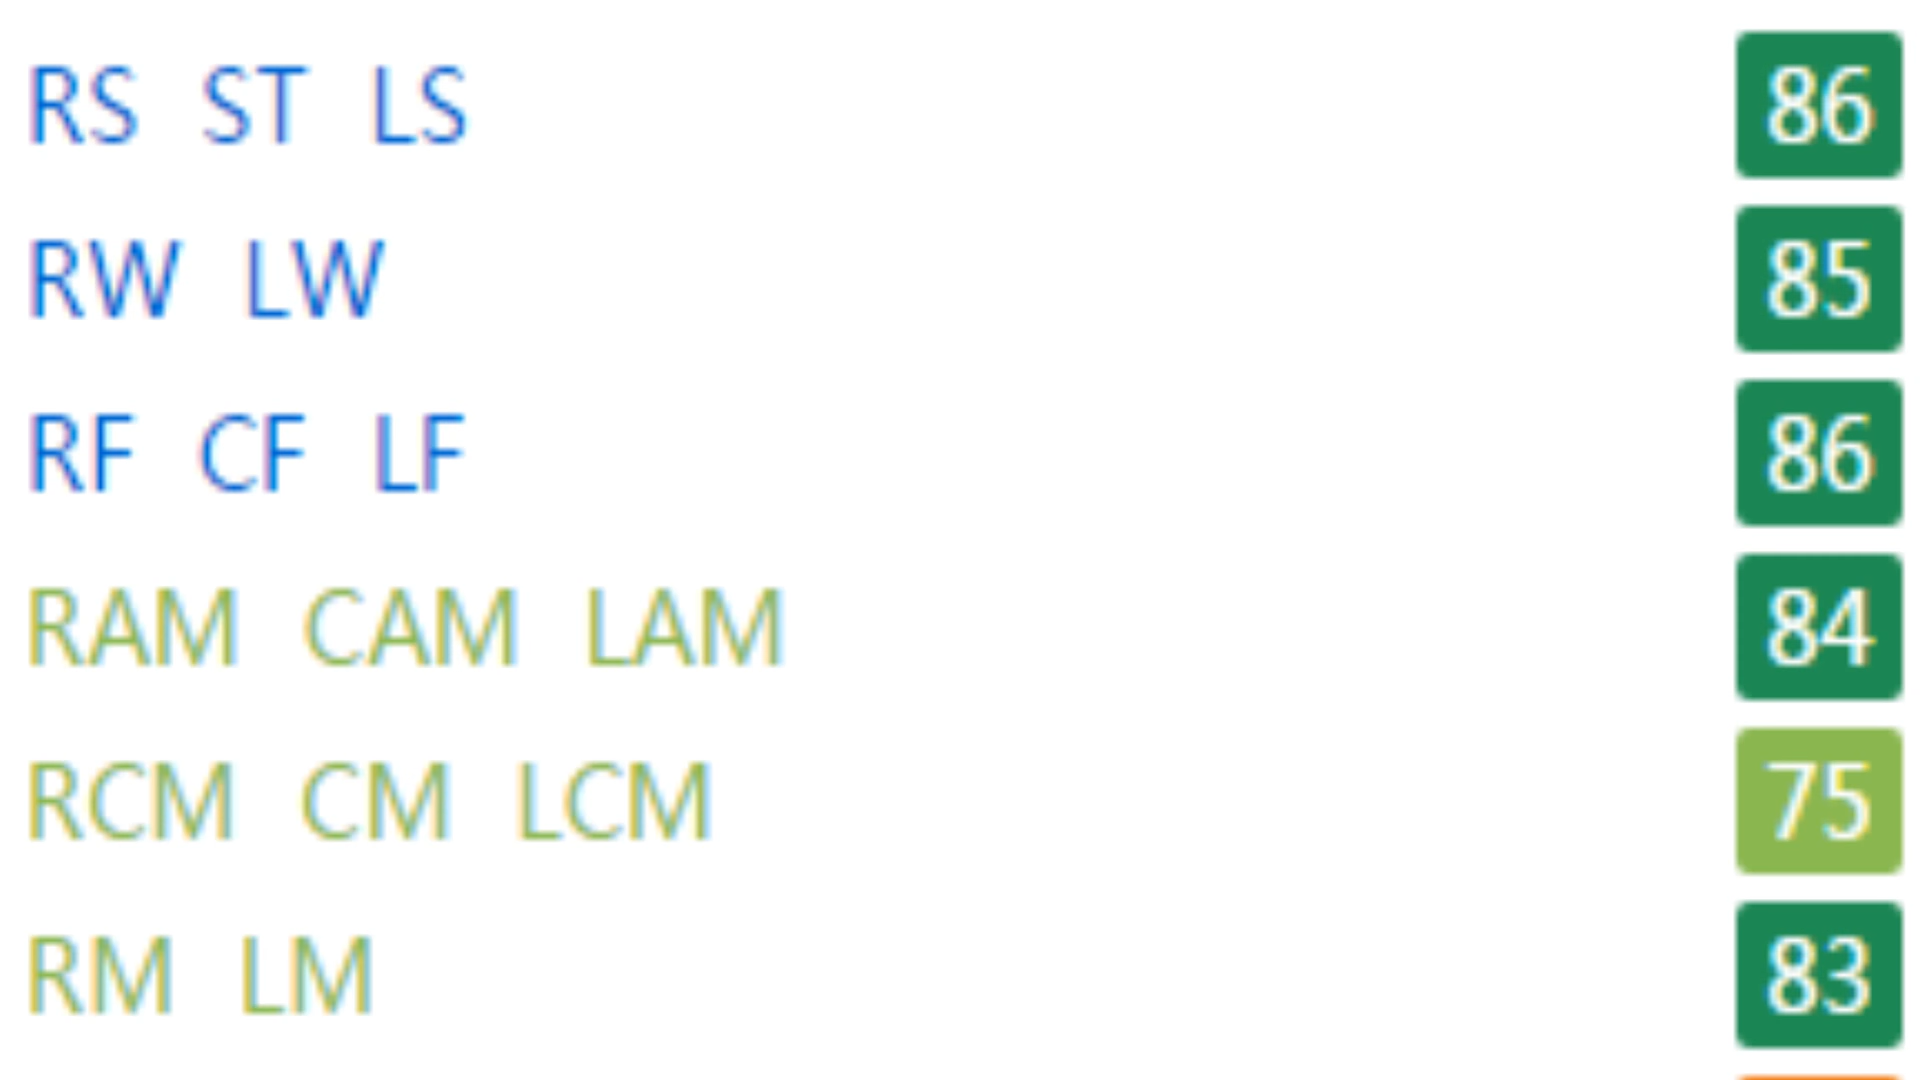 RS ST LS 86
RW LW 85
RF CF LF 86
RAM CAM LAM 84
RCM CM LCM 75
RM LM 83